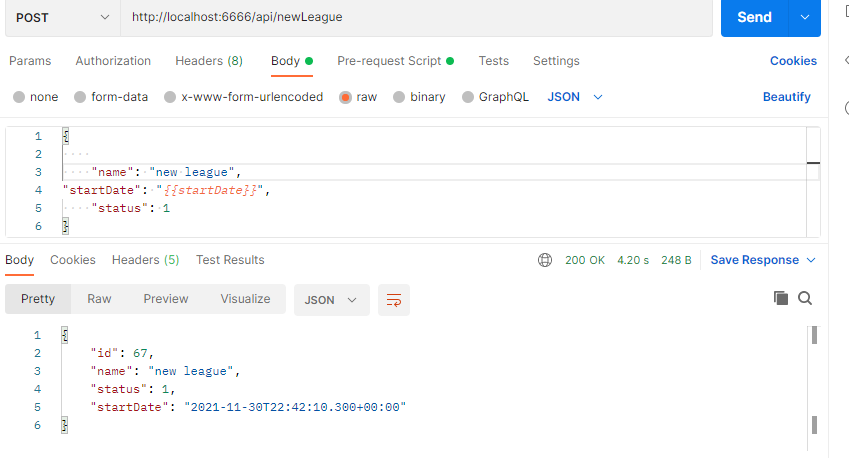 POST http://localhost:6666/api/newLeague Send
Params Authorization Headers (8) Body Pre-request Script Tests Settings Cookies
none form-data x-www-form-urlencoded raw binary GraphQL JSON Beautify
1 {
2
3 "name": "new league",
4 "startDate": "{{startDate}}",
5 "status": 1
6 }
Body Cookies Headers (5) Test Results 200 OK 4.20 s 248 B Save Response
Pretty Raw Preview Visualize JSON
1 {
2 "id": 67,
3 "name": "new league",
4 "status": 1,
5 "startDate": "2021-11-30T22:42:10.300+00:00"
6 }